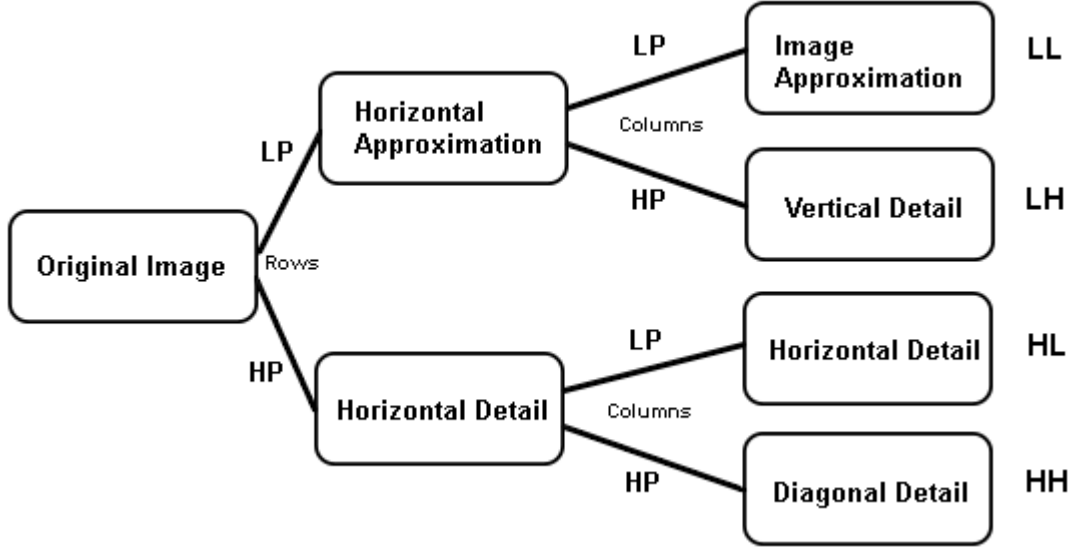 LP
Image
Approximation
LL
Horizontal
Approximation
Columns
LP
HP
Vertical Detail
LH
Original Image
Rows
LP
Horizontal Detail
HL
HP
Horizontal Detail
Columns
HP
Diagonal Detail
HH